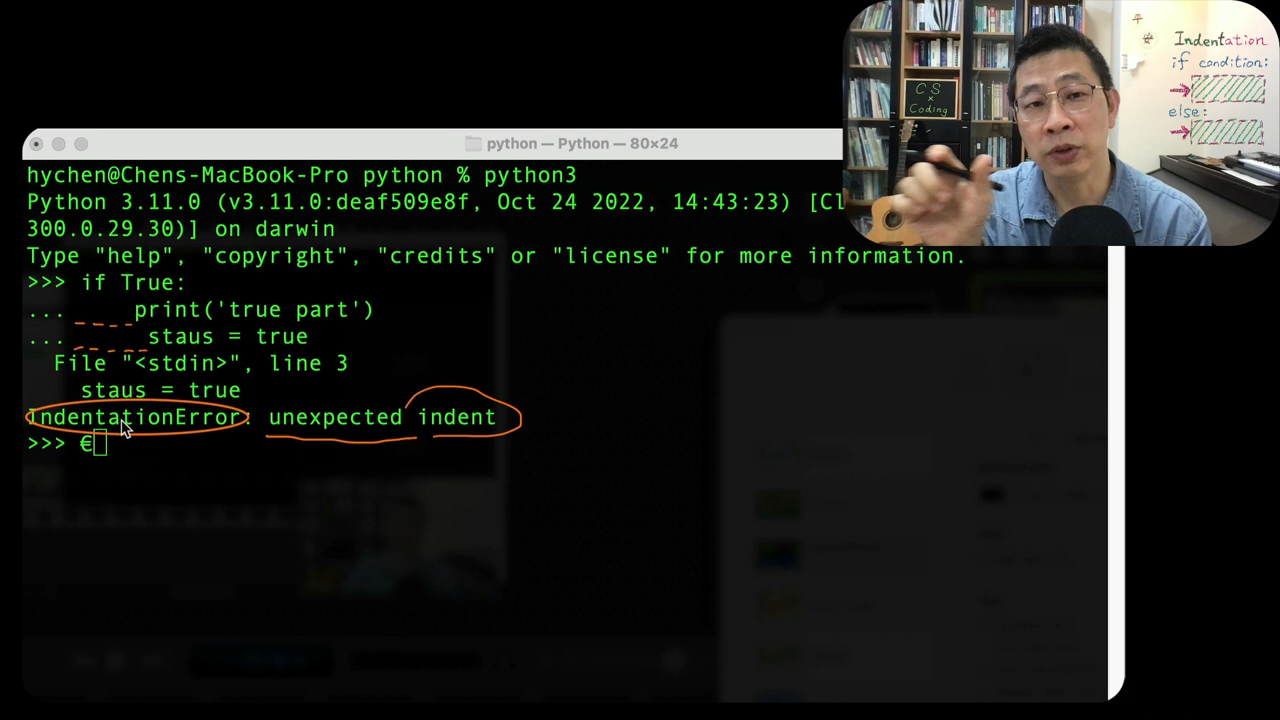 python — Python — 80×24
hychen@Chens-MacBook-Pro python % python3
Python 3.11.0 (v3.11.0:deaf509e8f, Oct 24 2022, 14:43:23) [Cl
300.0.29.30)] on darwin
Type "help", "copyright", "credits" or "license" for more information.
>>> if True:
...     print('true part')
...      staus = true
  File "<stdin>", line 3
    staus = true
IndentationError: unexpected indent
>>> €
CS
×
Coding
平
安
Indentation
if condition:
else: